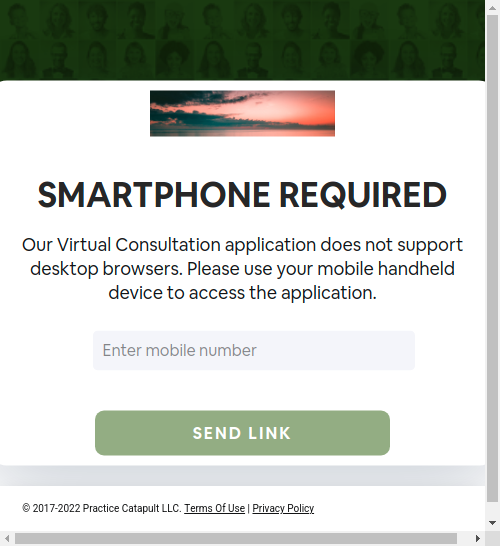 SMARTPHONE REQUIRED
Our Virtual Consultation application does not support
desktop browsers. Please use your mobile handheld
device to access the application.
Enter mobile number
SEND LINK
© 2017-2022 Practice Catapult LLC. Terms Of Use | Privacy Policy